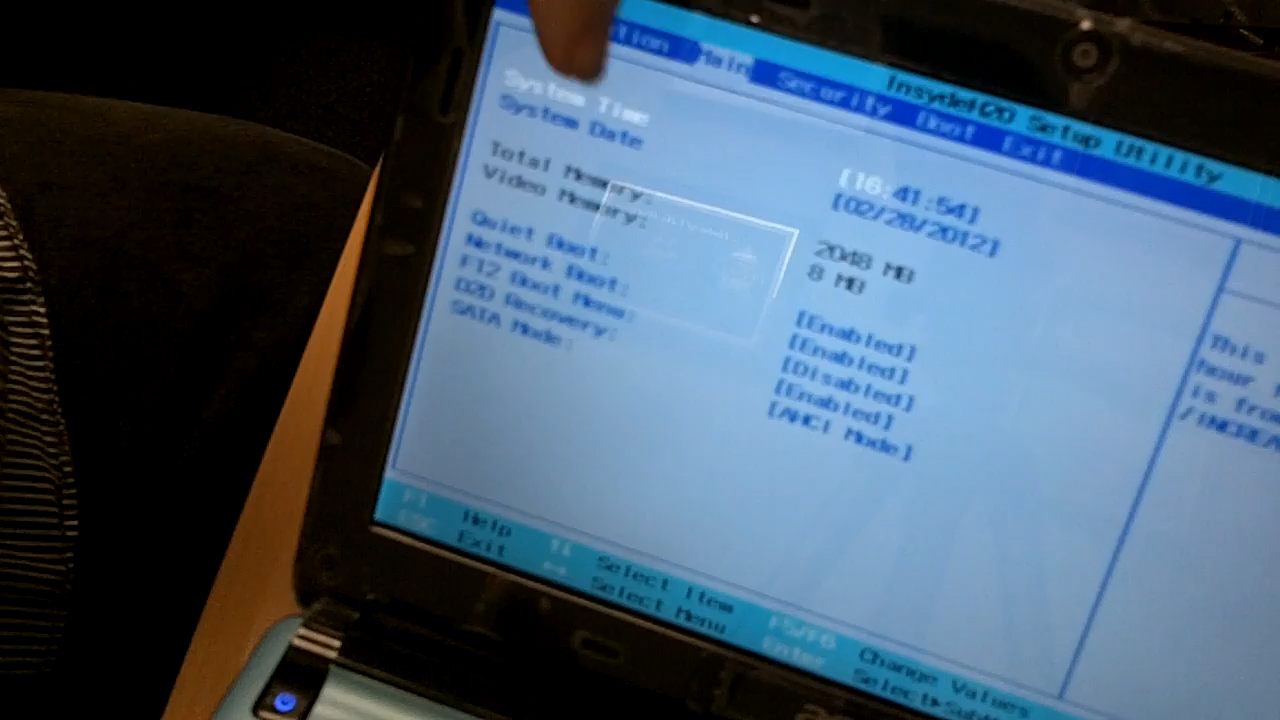 InsydeH2O Setup Utility
Main Security Boot Exit
System Time [16:41:54]
System Date [02/28/2012]
Total Memory: 2048 MB
Video Memory: 8 MB
Quiet Boot: [Enabled]
Network Boot: [Enabled]
F12 Boot Menu: [Disabled]
D2D Recovery: [Enabled]
SATA Mode: [AHCI Mode]
This
hour
is
F1 Help ↑↓ Select Item F5/F6 Change Values
Esc Exit Select Menu Enter